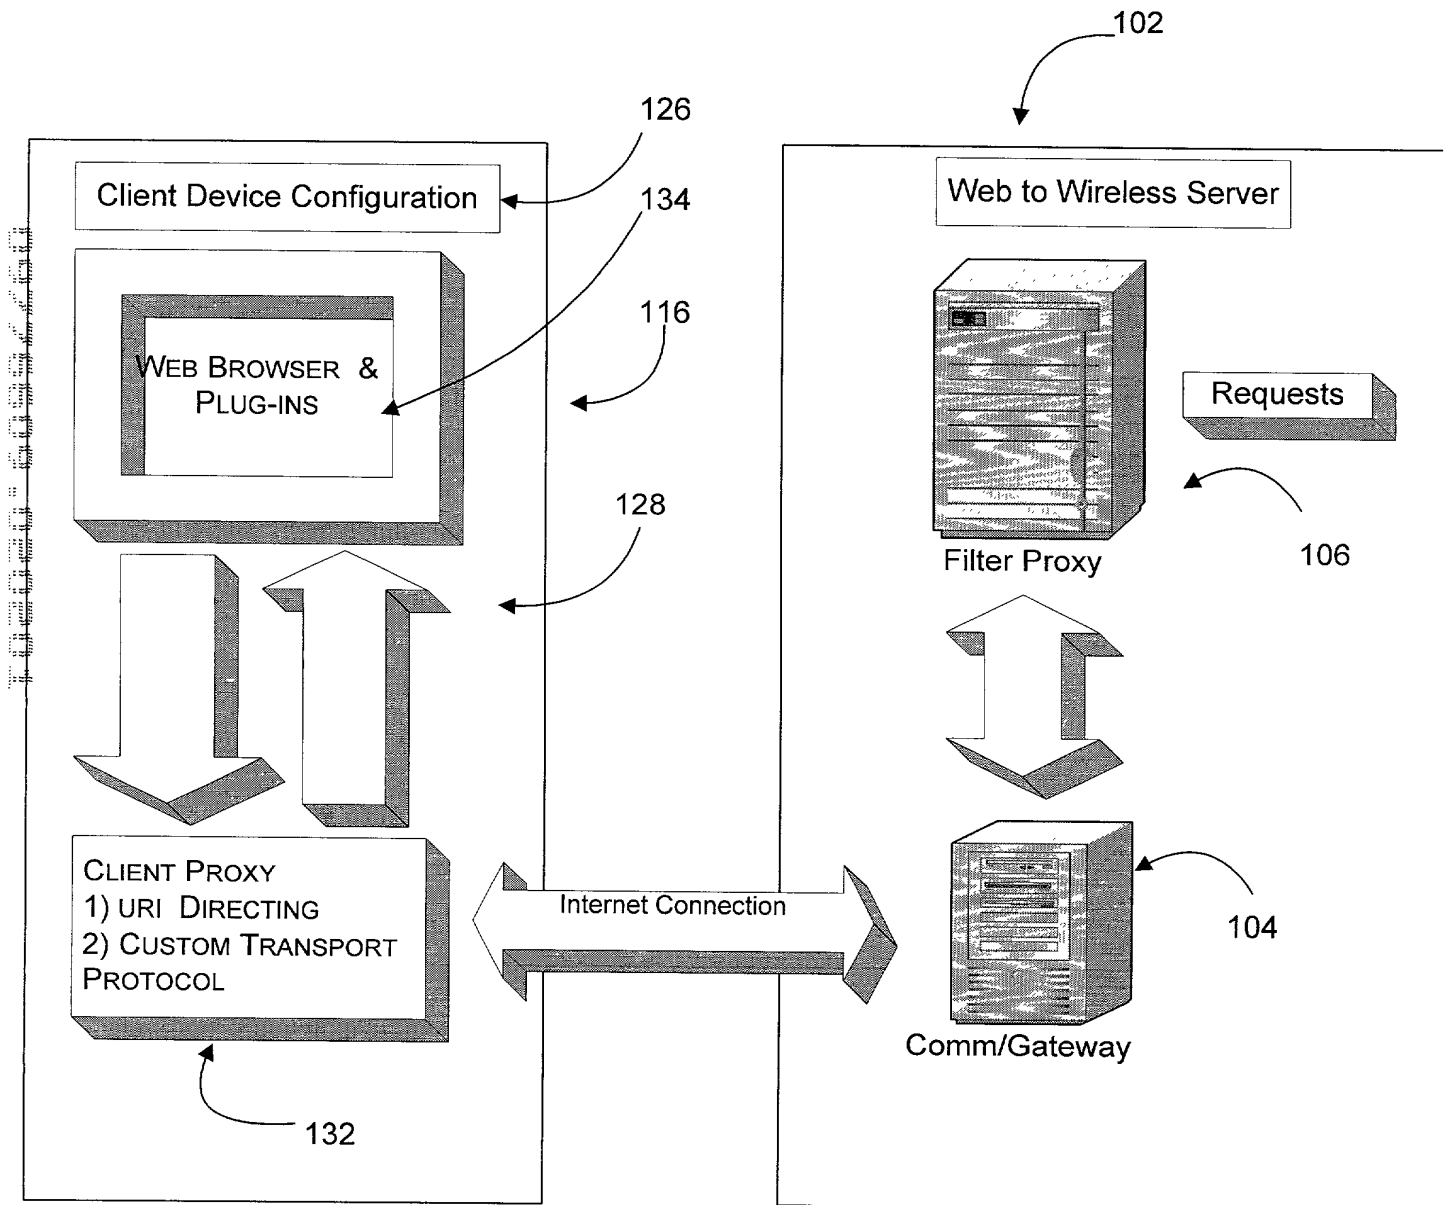 102
126
Client Device Configuration
134
Web to Wireless Server
116
WEB BROWSER &
PLUG-INS
Requests
128
106
Filter Proxy
CLIENT PROXY
1) URI DIRECTING
2) CUSTOM TRANSPORT
PROTOCOL
Internet Connection
104
Comm/Gateway
132